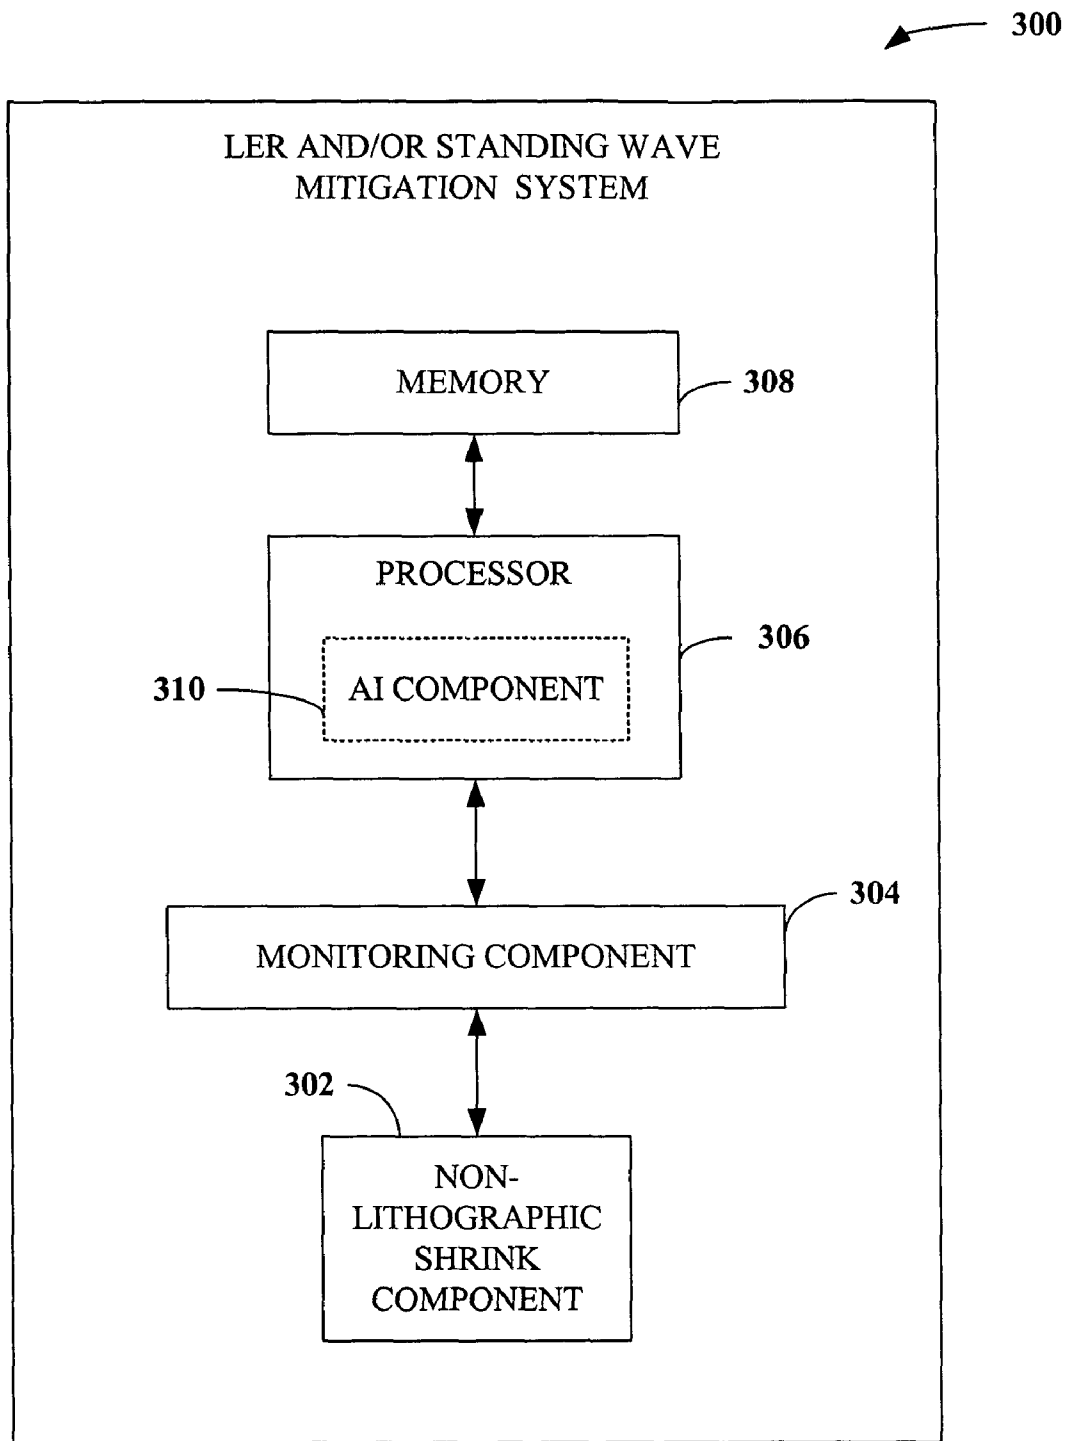 300
LER AND/OR STANDING WAVE
MITIGATION SYSTEM
MEMORY
308
PROCESSOR
306
310
AI COMPONENT
304
MONITORING COMPONENT
302
NON-
LITHOGRAPHIC
SHRINK
COMPONENT